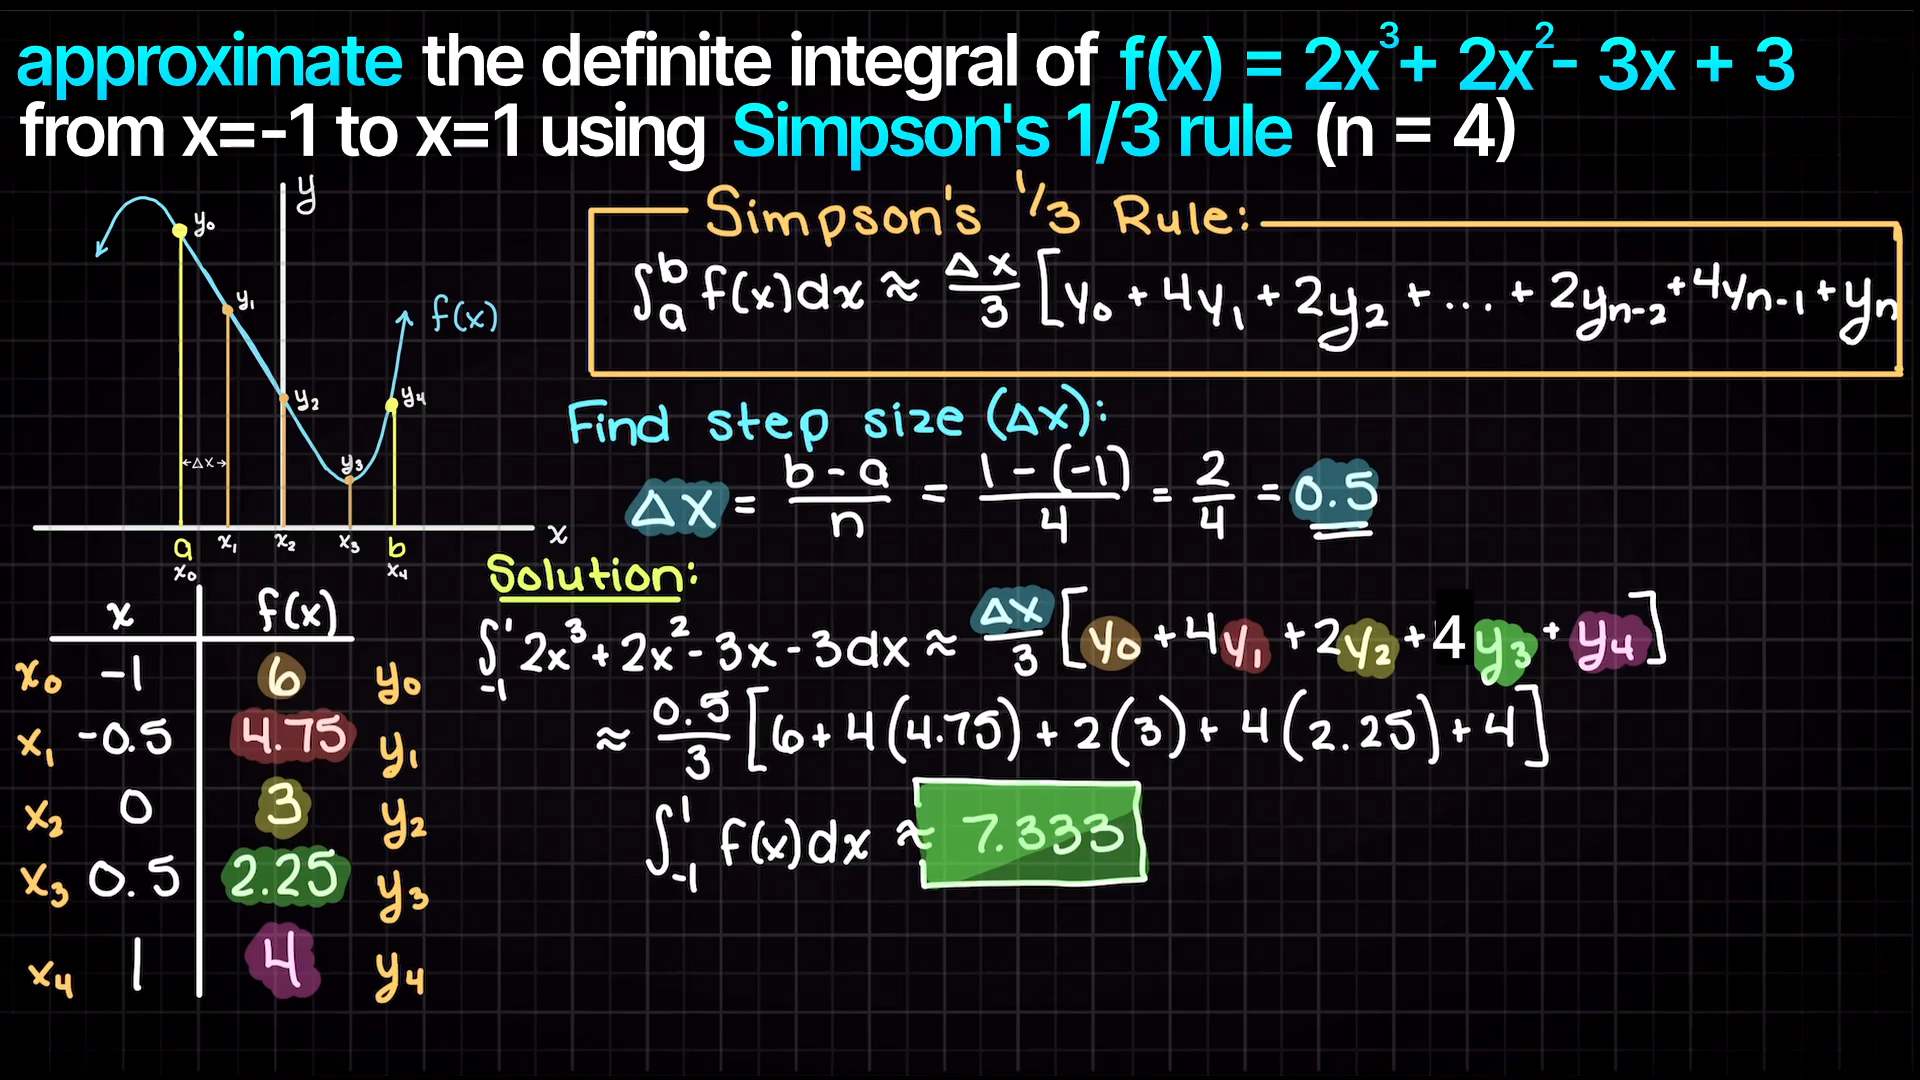 approximate the definite integral of f(x) = 2x³+ 2x²- 3x + 3
from x=-1 to x=1 using Simpson's 1/3 rule (n = 4)
y
y₀
y₁
f(x)
y₂
y₄
y₃
←Δx→
x
a x₁ x₂ x₃ b
x₀ x₄
Simpson's 1/3 Rule:
∫ₐᵇ f(x)dx ≈ Δx/3 [y₀ + 4y₁ + 2y₂ + ... + 2yₙ₋₂ + 4yₙ₋₁ + yₙ
Find step size (Δx):
Δx = b-a/n = 1-(-1)/4 = 2/4 = 0.5
x f(x)
x₀ -1 6 y₀
x₁ -0.5 4.75 y₁
x₂ 0 3 y₂
x₃ 0.5 2.25 y₃
x₄ 1 4 y₄
Solution:
∫₋₁¹ 2x³+2x²-3x-3dx ≈ Δx/3 [y₀ + 4y₁ + 2y₂ + 4y₃ + y₄]
≈ 0.5/3 [6 + 4(4.75) + 2(3) + 4(2.25) + 4]
∫₋₁¹ f(x)dx ≈ 7.333